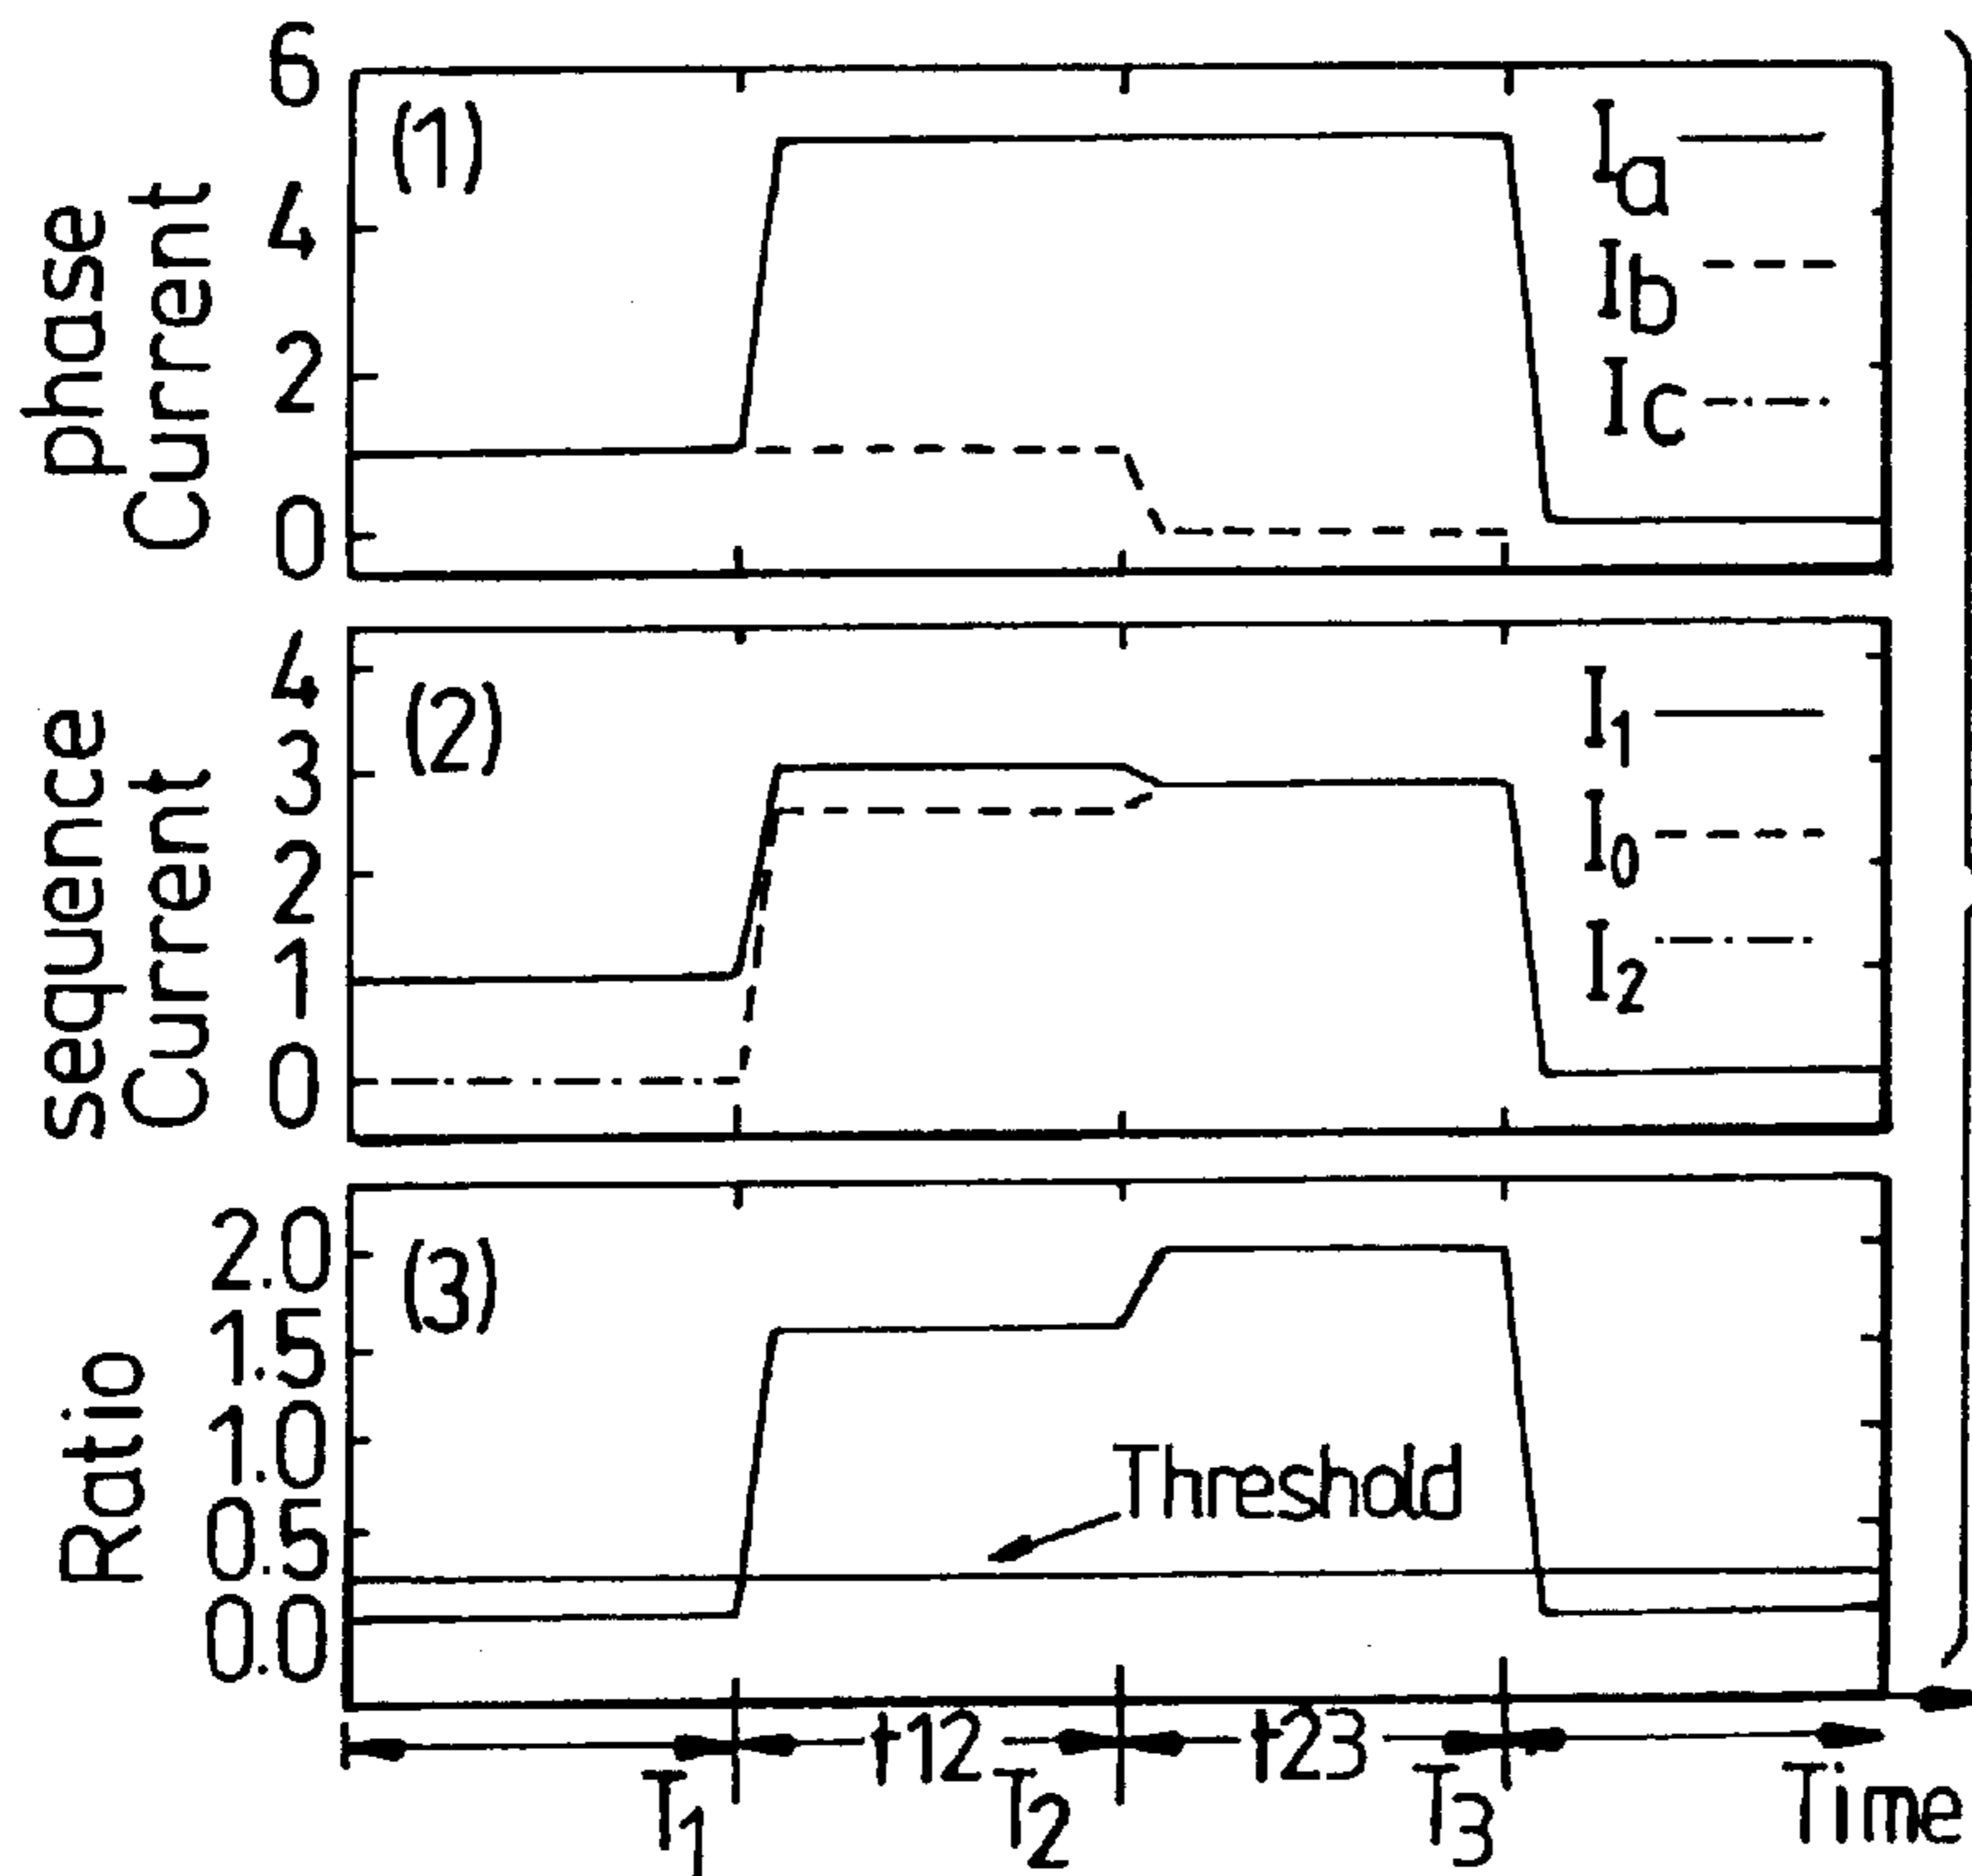 phase
Current
6
4
2
0
(1)
Ia
Ib
Ic
sequence
Current
4
3
2
1
0
(2)
I1
I0
I2
Ratio
2.0
1.5
1.0
0.5
0.0
(3)
Threshold
t12
t23
T1
T2
T3
Time